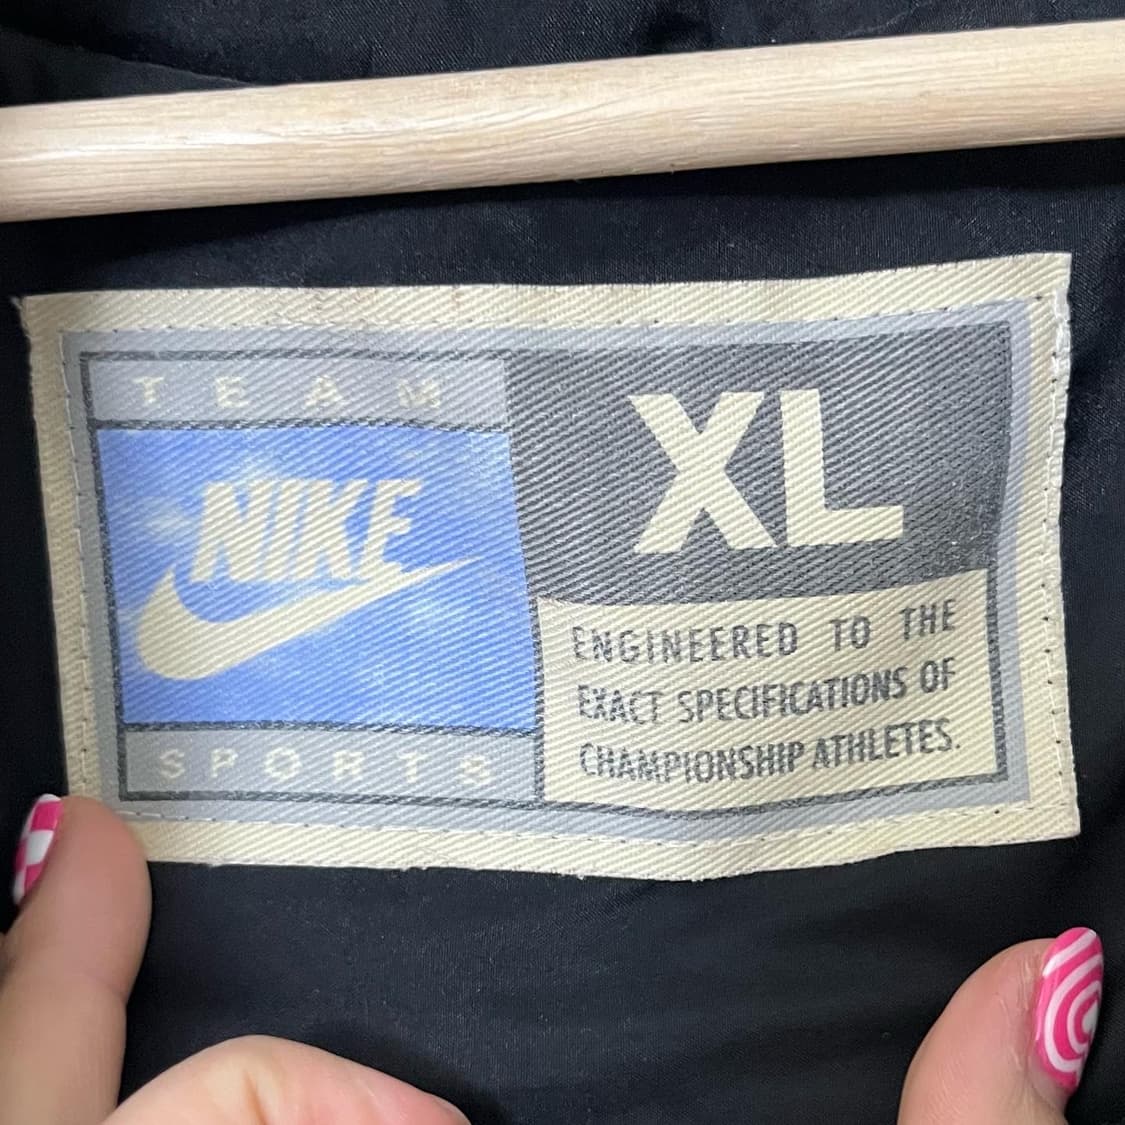 TEAM
NIKE
SPORTS
XL
ENGINEERED TO THE
EXACT SPECIFICATIONS OF
CHAMPIONSHIP ATHLETES.